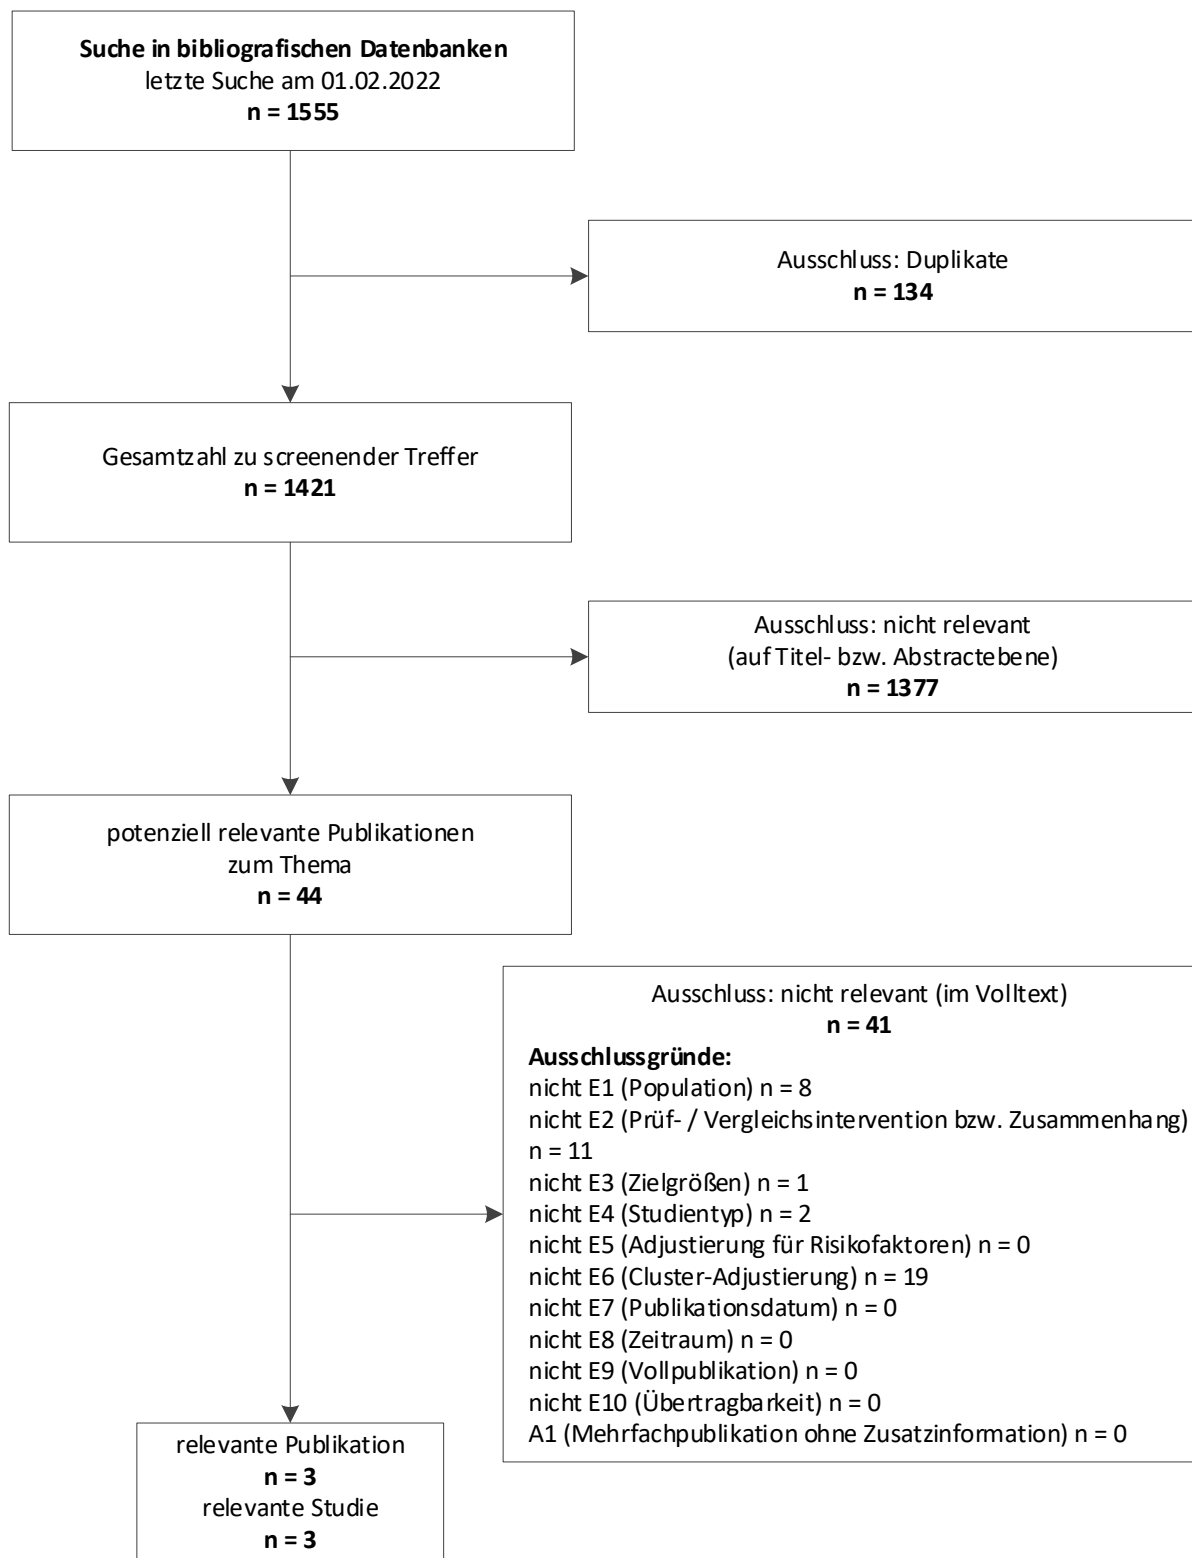 Suche in bibliografischen Datenbanken
letzte Suche am 01.02.2022
n = 1555
Ausschluss: Duplikate
n = 134
Gesamtzahl zu screenender Treffer
n = 1421
Ausschluss: nicht relevant
(auf Titel- bzw. Abstractebene)
n = 1377
potenziell relevante Publikationen
zum Thema
n = 44
Ausschluss: nicht relevant (im Volltext)
n = 41
Ausschlussgründe:
nicht E1 (Population) n = 8
nicht E2 (Prüf- / Vergleichsintervention bzw. Zusammenhang)
n = 11
nicht E3 (Zielgrößen) n = 1
nicht E4 (Studientyp) n = 2
nicht E5 (Adjustierung für Risikofaktoren) n = 0
nicht E6 (Cluster-Adjustierung) n = 19
nicht E7 (Publikationsdatum) n = 0
nicht E8 (Zeitraum) n = 0
nicht E9 (Vollpublikation) n = 0
nicht E10 (Übertragbarkeit) n = 0
A1 (Mehrfachpublikation ohne Zusatzinformation) n = 0
relevante Publikation
n = 3
relevante Studie
n = 3